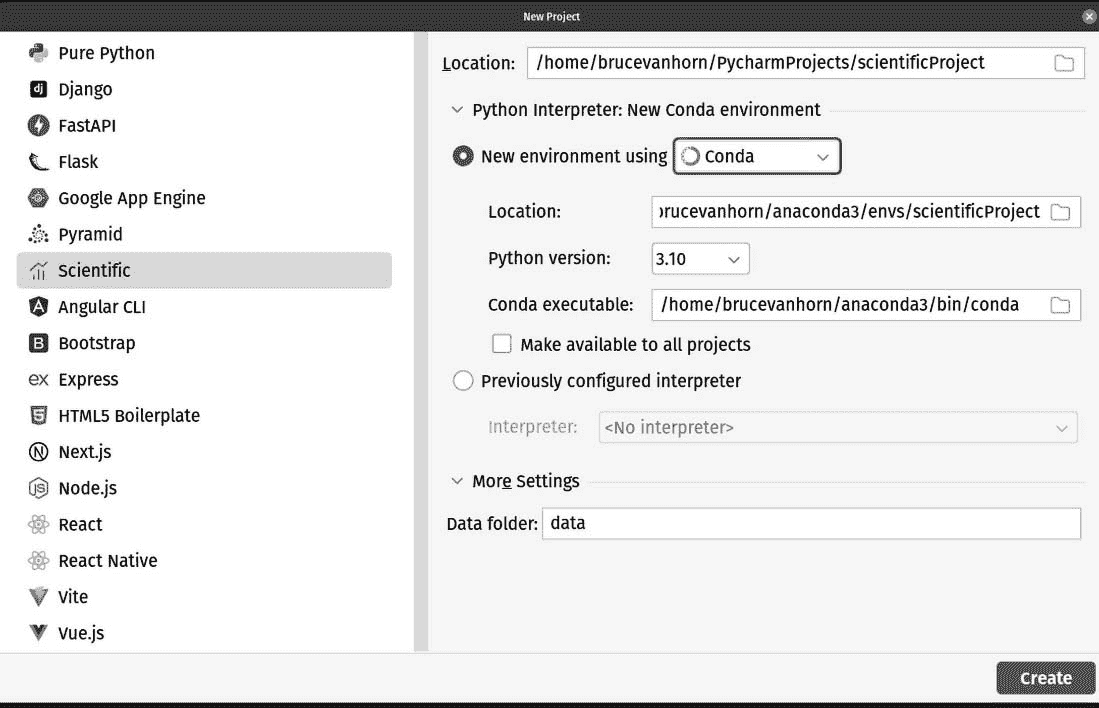 New Project
Pure Python
Django
FastAPI
Flask
Google App Engine
Pyramid
Scientific
Angular CLI
Bootstrap
Express
HTML5 Boilerplate
Next.js
Node.js
React
React Native
Vite
Vue.js
Location: /home/brucevanhorn/PycharmProjects/scientificProject
Python Interpreter: New Conda environment
New environment using Conda
Location: brucevanhorn/anaconda3/envs/scientificProject
Python version: 3.10
Conda executable: /home/brucevanhorn/anaconda3/bin/conda
Make available to all projects
Previously configured interpreter
Interpreter: <No interpreter>
More Settings
Data folder: data
Create